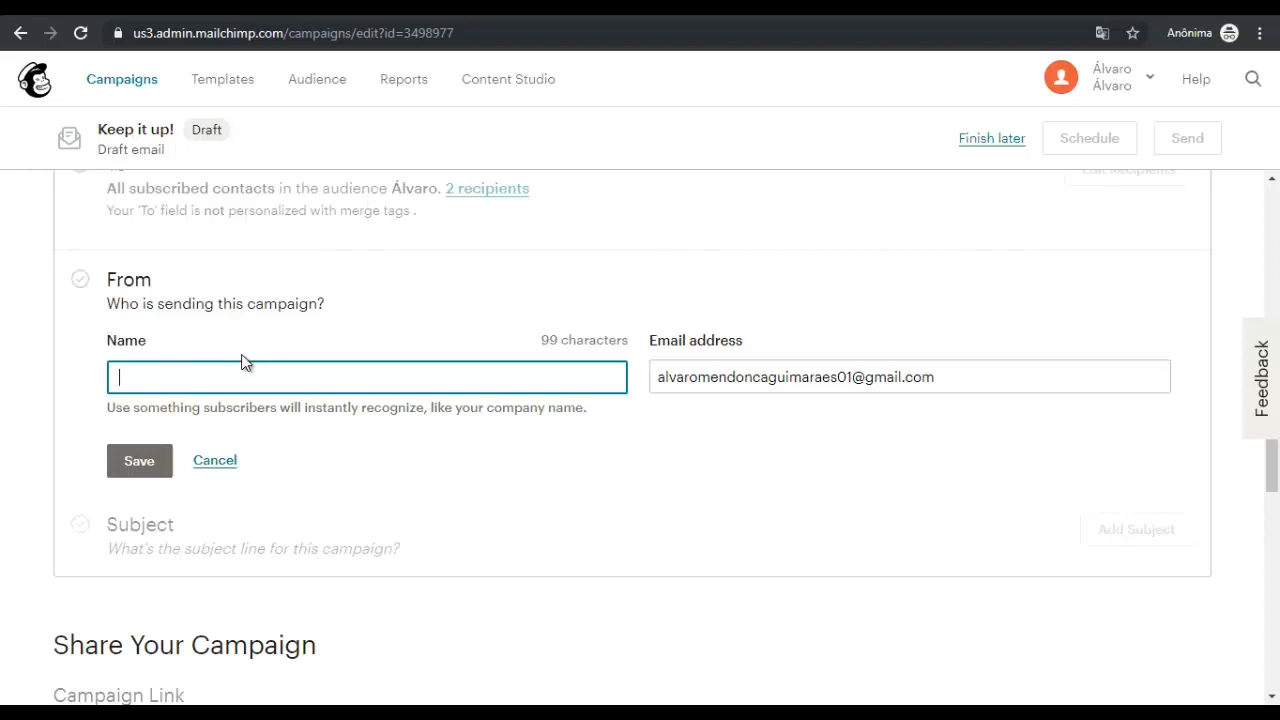 us3.admin.mailchimp.com/campaigns/edit?id=3498977
Anônima
Campaigns
Templates
Audience
Reports
Content Studio
Álvaro
Álvaro
Help
Keep it up!
Draft
Draft email
Finish later
Schedule
Send
All subscribed contacts in the audience Álvaro. 2 recipients
Edit Recipients
Your 'To' field is not personalized with merge tags .
From
Who is sending this campaign?
Name
99 characters
Email address
alvaromendoncaguimaraes01@gmail.com
Use something subscribers will instantly recognize, like your company name.
Save
Cancel
Subject
What's the subject line for this campaign?
Add Subject
Feedback
Share Your Campaign
Campaign Link